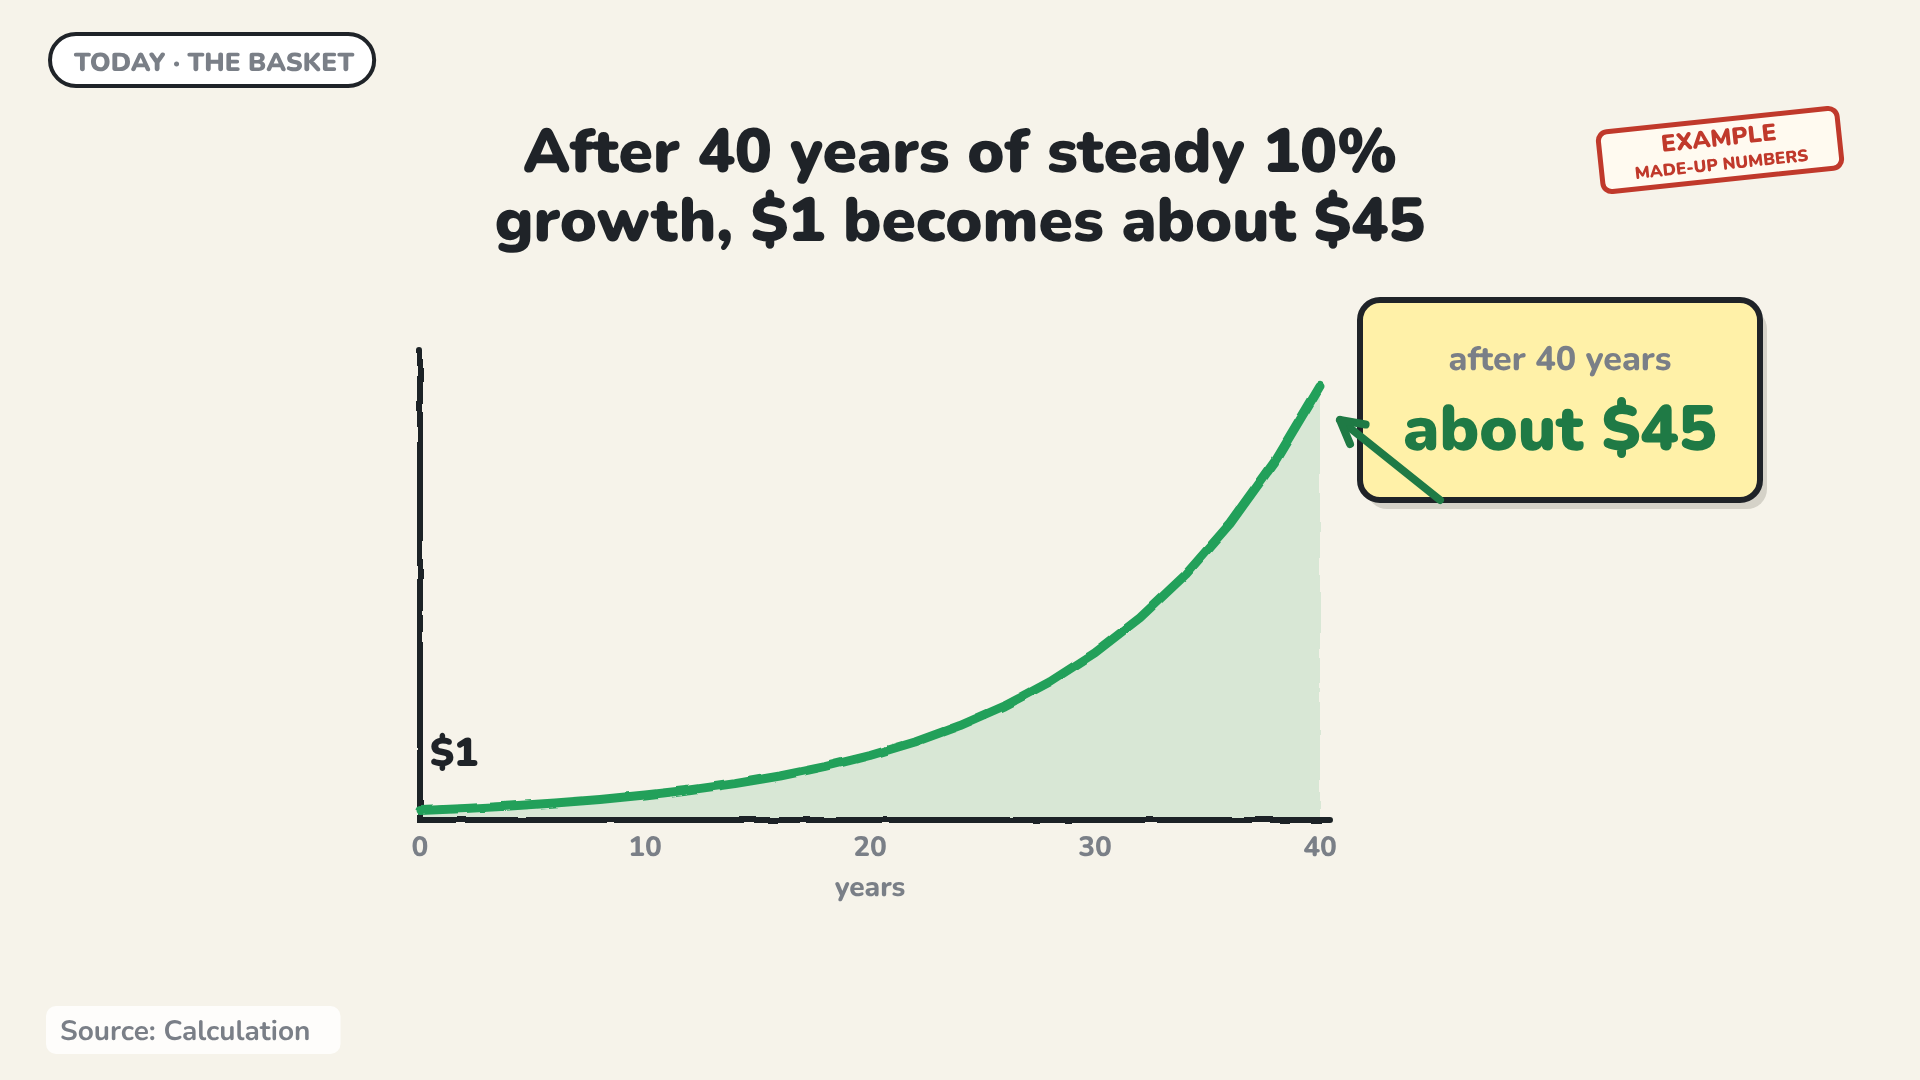 TODAY · THE BASKET
After 40 years of steady 10%
growth, $1 becomes about $45
EXAMPLE
MADE-UP NUMBERS
after 40 years
about $45
$1
0 10 20 30 40
years
Source: Calculation